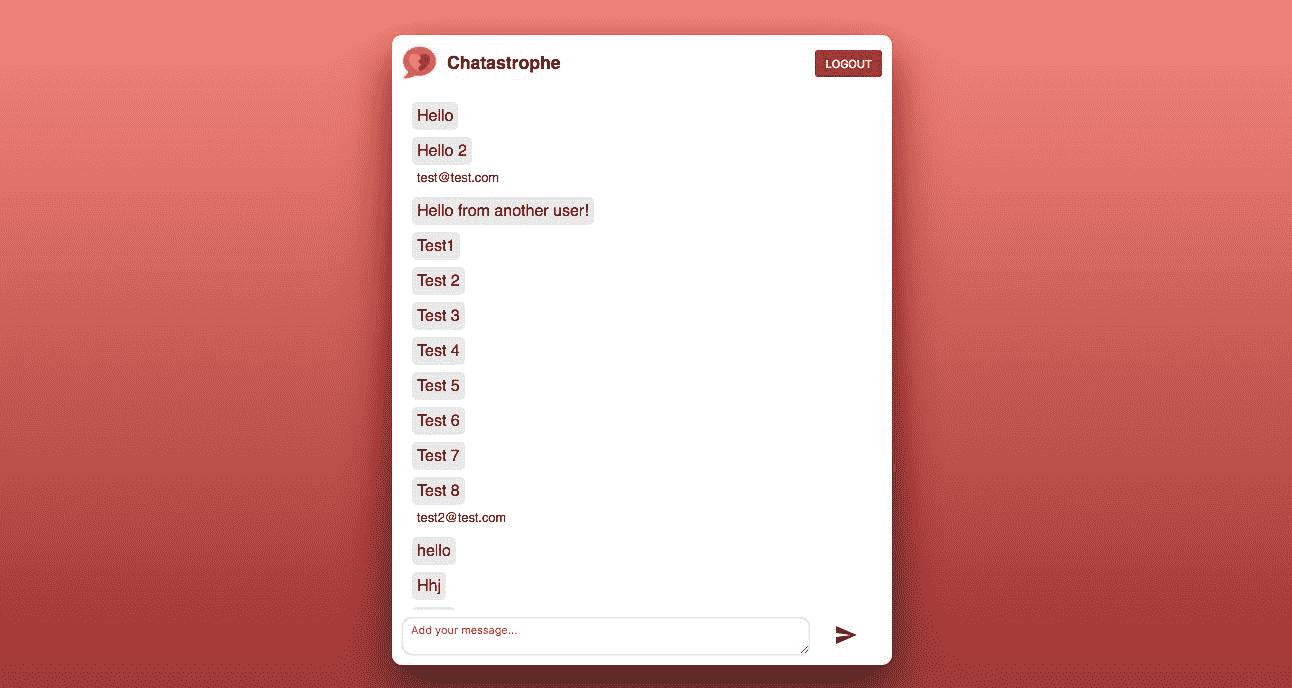 Chatastrophe
LOGOUT
Hello
Hello 2
test@test.com
Hello from another user!
Test1
Test 2
Test 3
Test 4
Test 5
Test 6
Test 7
Test 8
test2@test.com
hello
Hhj
Add your message...